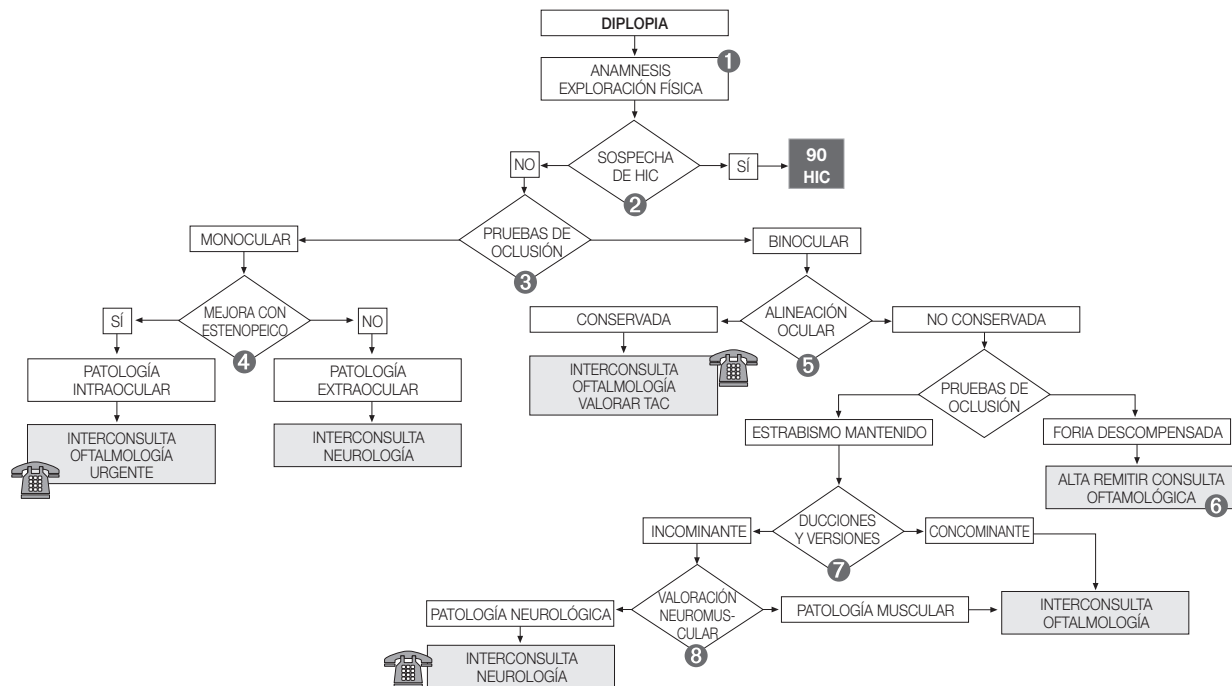 DIPLOPIA
1
ANAMNESIS
EXPLORACIÓN FÍSICA
NO
SOSPECHA
DE HIC
SÍ
90
HIC
2
MONOCULAR
PRUEBAS DE
OCLUSIÓN
BINOCULAR
3
SÍ
MEJORA CON
ESTENOPEICO
NO
4
CONSERVADA
ALINEACIÓN
OCULAR
NO CONSERVADA
5
PATOLOGÍA
INTRAOCULAR
PATOLOGÍA
EXTRAOCULAR
INTERCONSULTA
OFTALMOLOGÍA
VALORAR TAC
PRUEBAS DE
OCLUSIÓN
INTERCONSULTA
OFTALMOLOGÍA
URGENTE
INTERCONSULTA
NEUROLOGÍA
ESTRABISMO MANTENIDO
FORIA DESCOMPENSADA
ALTA REMITIR CONSULTA
OFTAMOLÓGICA
6
INCOMINANTE
DUCCIONES
Y VERSIONES
CONCOMINANTE
7
PATOLOGÍA NEUROLÓGICA
VALORACIÓN
NEUROMUS-
CULAR
PATOLOGÍA MUSCULAR
INTERCONSULTA
OFTALMOLOGÍA
8
INTERCONSULTA
NEUROLOGÍA